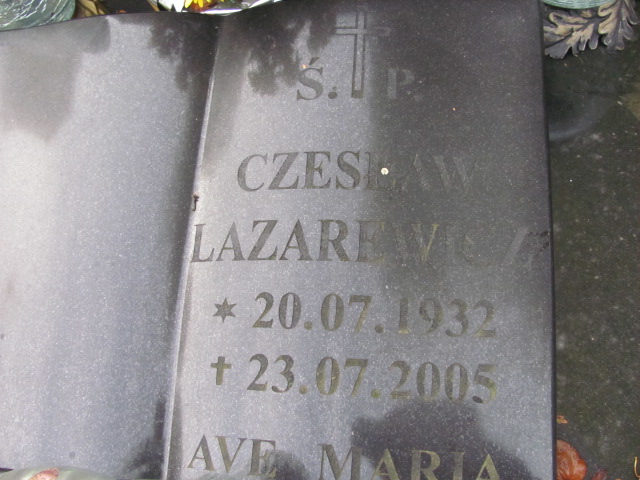 Ś. P.
CZESŁAW
LAZAREWICZ
* 20.07.1932
† 23.07.2005
AVE MARIA